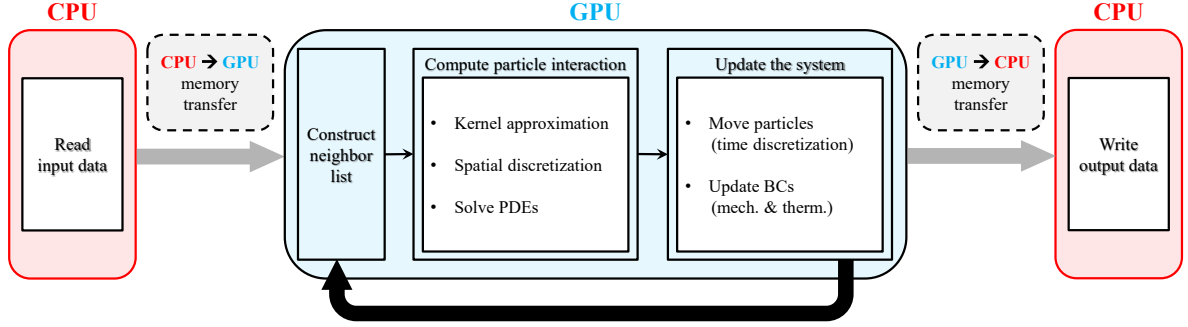 CPU
GPU
CPU
CPU → GPU
memory
transfer
Read
input data
Construct
neighbor
list
Compute particle interaction
• Kernel approximation
• Spatial discretization
• Solve PDEs
Update the system
• Move particles
(time discretization)
• Update BCs
(mech. & therm.)
GPU → CPU
memory
transfer
Write
output data